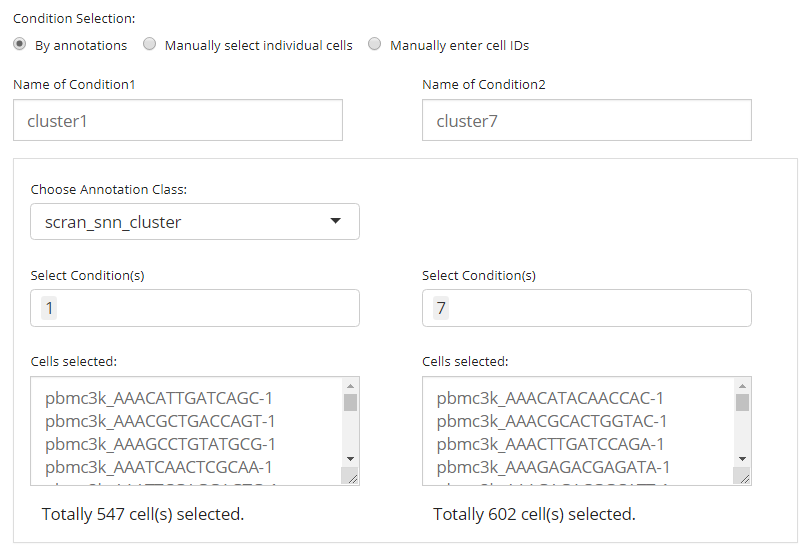 Condition Selection:
By annotations Manually select individual cells Manually enter cell IDs
Name of Condition1 Name of Condition2
cluster1 cluster7
Choose Annotation Class:
scran_snn_cluster
Select Condition(s) Select Condition(s)
1 7
Cells selected: Cells selected:
pbmc3k_AAACATTGATCAGC-1 pbmc3k_AAACATACAACCAC-1
pbmc3k_AAACGCTGACCAGT-1 pbmc3k_AAACGCACTGGTAC-1
pbmc3k_AAAGCCTGTATGCG-1 pbmc3k_AAACTTGATCCAGA-1
pbmc3k_AAATCAACTCGCAA-1 pbmc3k_AAAGAGACGAGATA-1
Totally 547 cell(s) selected. Totally 602 cell(s) selected.